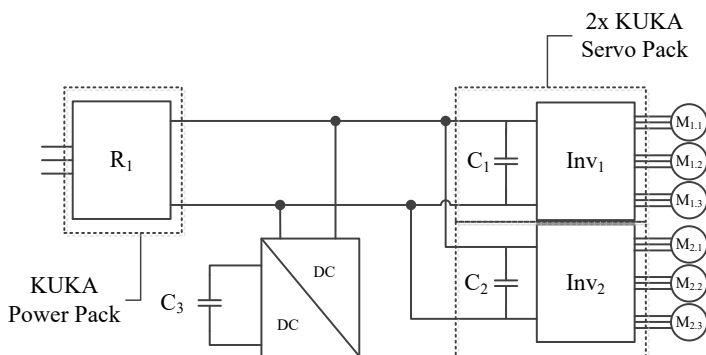 2x KUKA
Servo Pack
R1
C1
Inv1
M1.1
M1.2
M1.3
KUKA
Power Pack
C3
DC
DC
C2
Inv2
M2.1
M2.2
M2.3